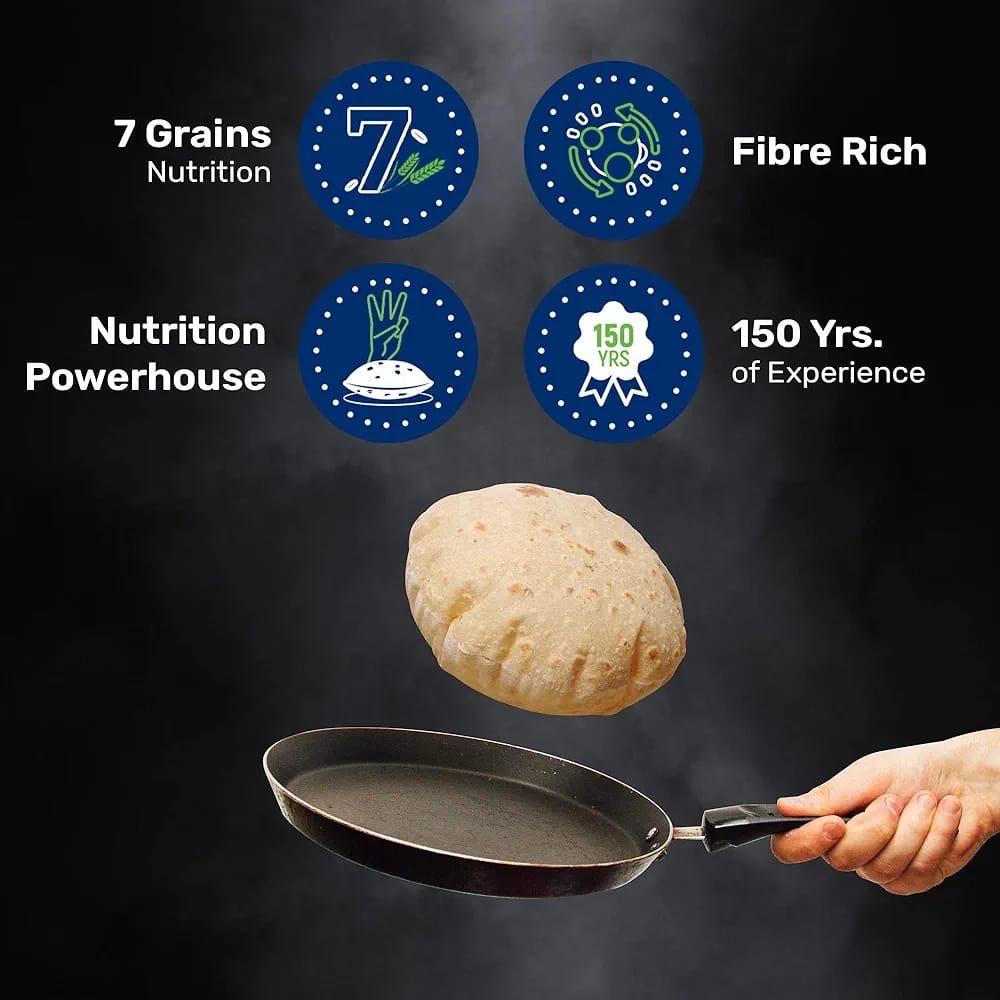 7 Grains
Nutrition
7
Fibre Rich
Nutrition
Powerhouse
150
YRS
150 Yrs.
of Experience